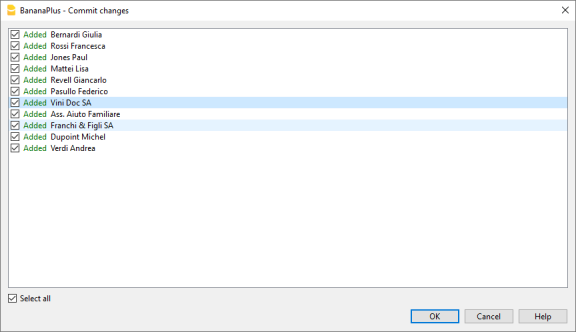 BananaPlus - Commit changes
Added Bernardi Giulia
Added Rossi Francesca
Added Jones Paul
Added Mattei Lisa
Added Revell Giancarlo
Added Pasullo Federico
Added Vini Doc SA
Added Ass. Aiuto Familiare
Added Franchi & Figli SA
Added Dupoint Michel
Added Verdi Andrea
Select all
OK Cancel Help